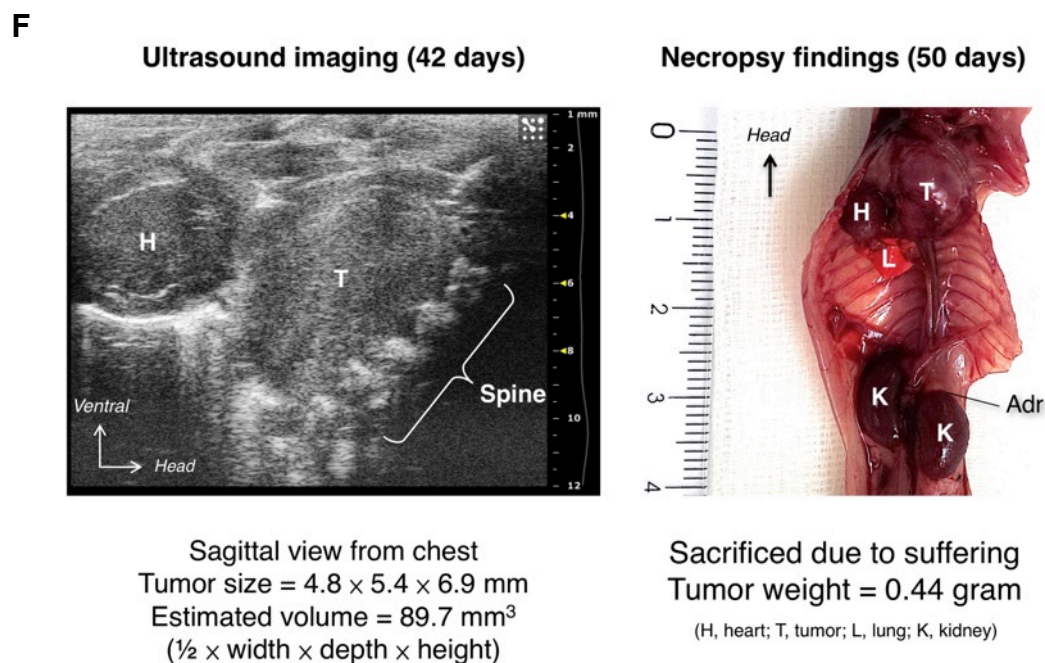 F
Ultrasound imaging (42 days)
1 mm
2
4
6
8
10
12
H
T
Spine
Ventral
Head
Sagittal view from chest
Tumor size = 4.8 × 5.4 × 6.9 mm
Estimated volume = 89.7 mm³
(½ × width × depth × height)
Necropsy findings (50 days)
0
1
2
3
4
Head
H
T
L
K
K
Adr
Sacrificed due to suffering
Tumor weight = 0.44 gram
(H, heart; T, tumor; L, lung; K, kidney)